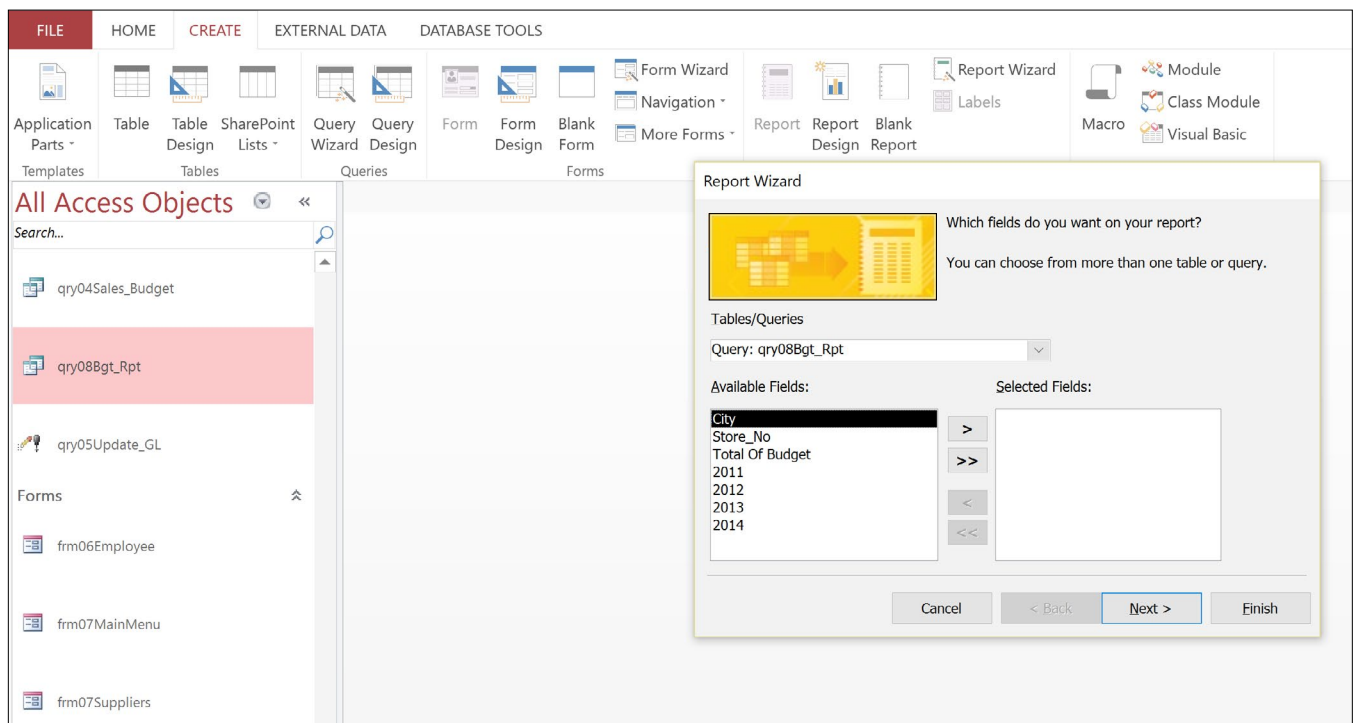 FILE HOME CREATE EXTERNAL DATA DATABASE TOOLS
Application Parts
Table
Table Design
SharePoint Lists
Query Wizard
Query Design
Form
Form Design
Blank Form
Form Wizard
Navigation
More Forms
Report
Report Design
Blank Report
Report Wizard
Labels
Macro
Module
Class Module
Visual Basic
Templates
Tables
Queries
Forms
All Access Objects «
Search...
qry04Sales_Budget
qry08Bgt_Rpt
qry05Update_GL
Forms
frm06Employee
frm07MainMenu
frm07Suppliers
Report Wizard
Which fields do you want on your report?
You can choose from more than one table or query.
Tables/Queries
Query: qry08Bgt_Rpt
Available Fields:
City
Store_No
Total Of Budget
2011
2012
2013
2014
>
>>
<
<<
Selected Fields:
Cancel
< Back
Next >
Finish